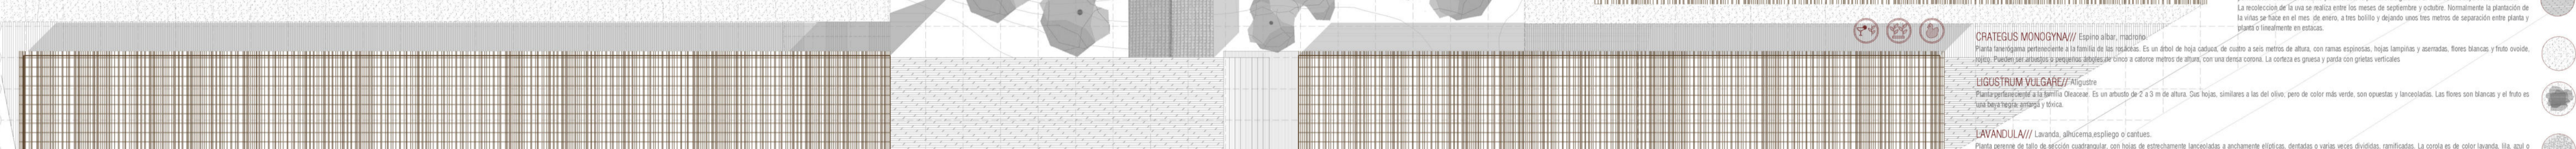 La recolección de la uva se realiza entre los meses de septiembre y octubre. Normalmente la plantación de
la viñas se hace en el mes de enero, a tres bolillo y dejando unos tres metros de separación entre planta y
planta o linealmente en estacas.
CRATEGUS MONOGYNA/// Espino albar, madroño.
Planta fanerógama perteneciente a la familia de las rosáceas. Es un árbol de hoja caduca, de cuatro a seis metros de altura, con ramas espinosas, hojas lampiñas y aserradas, flores blancas y fruto ovoide,
rojizo. Pueden ser arbustos o pequeños árboles de cinco a catorce metros de altura, con una densa corona. La corteza es gruesa y parda con grietas verticales
LIGUSTRUM VULGARE// Aligustre
Planta perteneciente a la familia Oleaceae. Es un arbusto de 2 a 3 m de altura. Sus hojas, similares a las del olivo, pero de color más verde, son opuestas y lanceoladas. Las flores son blancas y el fruto es
una baya negra, amarga y tóxica.
LAVANDULA/// Lavanda, alhucema,espliego o cantues.
Planta perenne de tallo de sección cuadrangular, con hojas de estrechamente lanceoladas a anchamente elípticas, dentadas o varias veces divididas, ramificadas. La corola es de color lavanda, lila, azul o